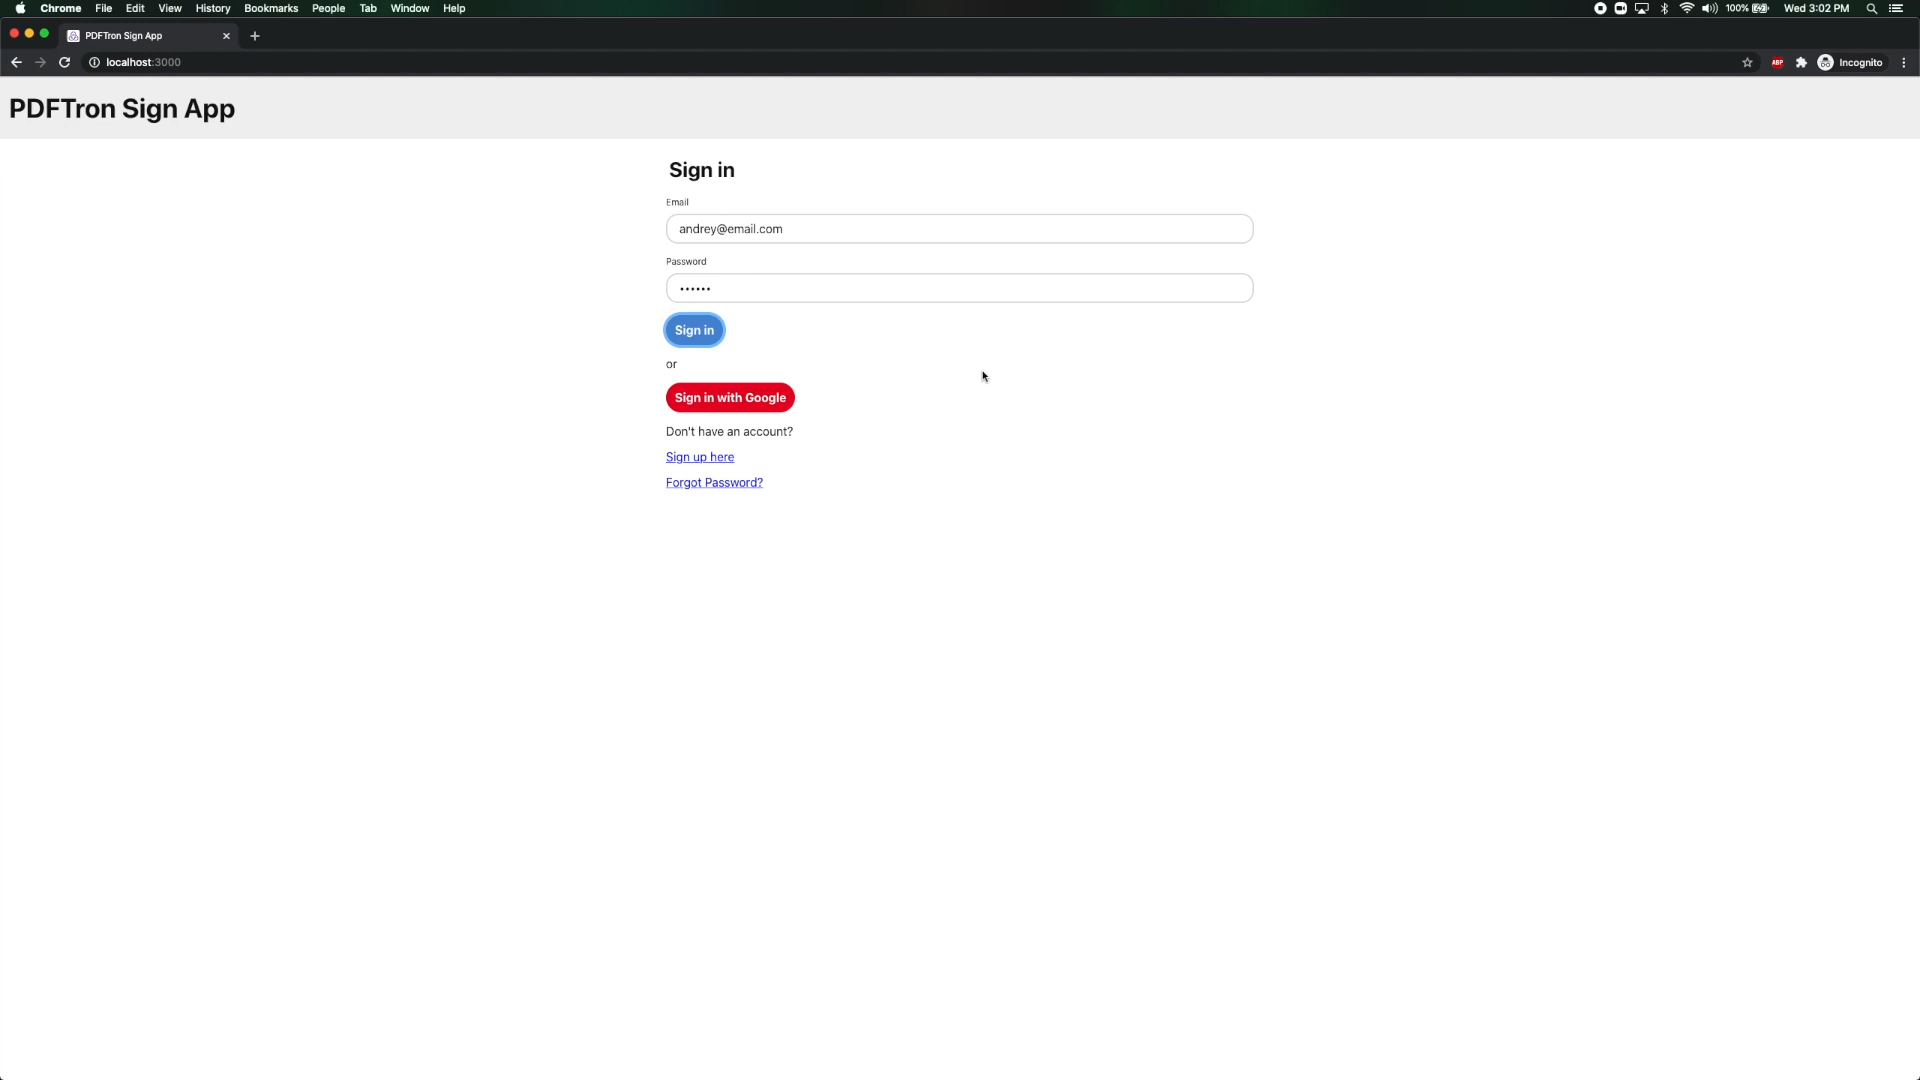 Chrome File Edit View History Bookmarks People Tab Window Help 100% Wed 3:02 PM
PDFTron Sign App
localhost:3000 ABP Incognito
PDFTron Sign App
Sign in
Email
andrey@email.com
Password
••••••
Sign in
or
Sign in with Google
Don't have an account?
Sign up here
Forgot Password?